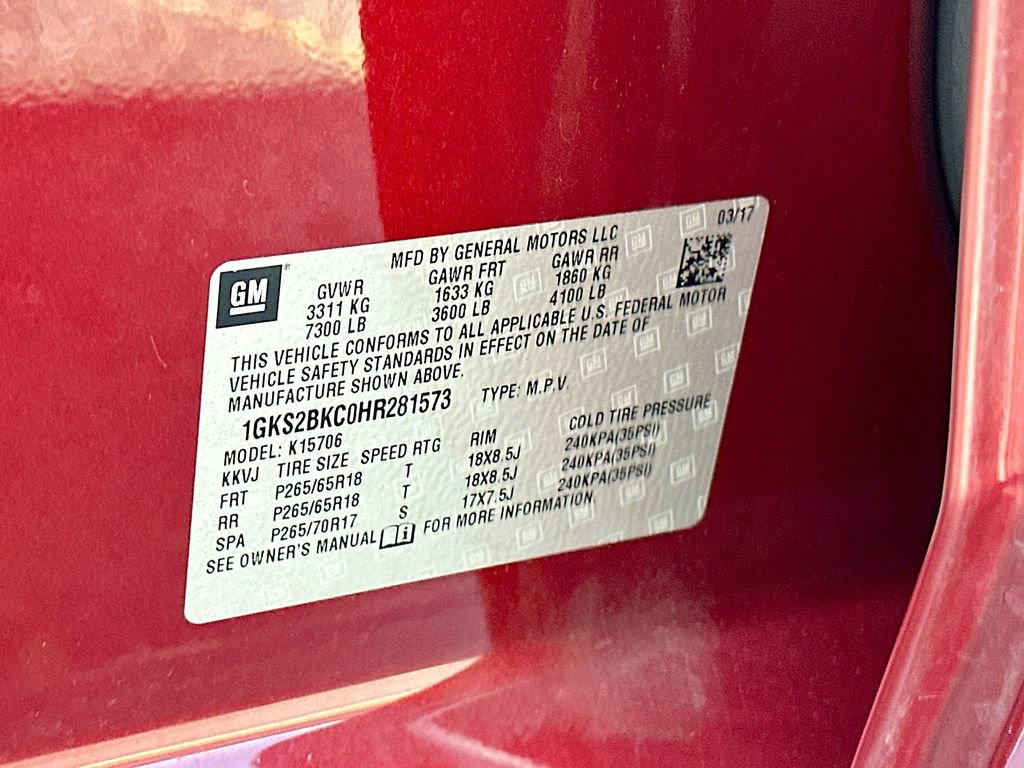 03/17
MFD BY GENERAL MOTORS LLC
GM
GVWR GAWR FRT GAWR RR
3311 KG 1633 KG 1860 KG
7300 LB 3600 LB 4100 LB
THIS VEHICLE CONFORMS TO ALL APPLICABLE U.S. FEDERAL MOTOR
VEHICLE SAFETY STANDARDS IN EFFECT ON THE DATE OF
MANUFACTURE SHOWN ABOVE.
1GKS2BKC0HR281573 TYPE: M.P.V.
MODEL: K15706
KKVJ TIRE SIZE SPEED RTG RIM COLD TIRE PRESSURE
FRT P265/65R18 T 18X8.5J 240KPA(35PSI)
RR P265/65R18 T 18X8.5J 240KPA(35PSI)
SPA P265/70R17 S 17X7.5J 240KPA(35PSI)
SEE OWNER'S MANUAL FOR MORE INFORMATION